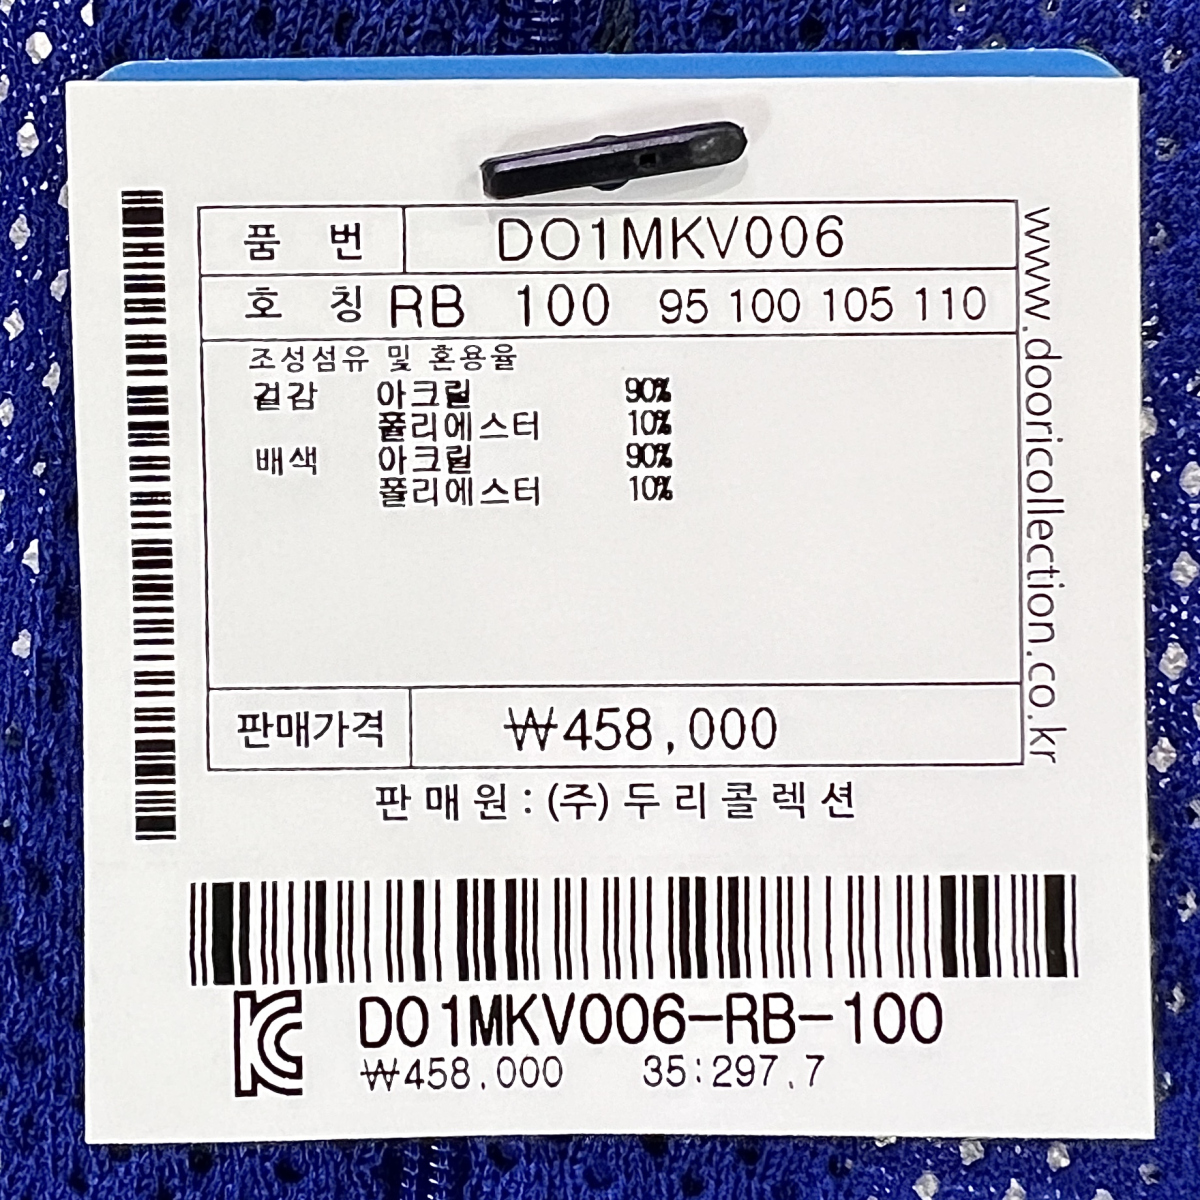 품 번 DO1MKV006
호 칭 RB 100 95 100 105 110
조성섬유 및 혼용율
겉감 아크릴 90%
폴리에스터 10%
배색 아크릴 90%
폴리에스터 10%
판매가격 ₩458,000
판매원 : (주) 두리콜렉션
www.dooricollection.co.kr
KC DO1MKV006-RB-100
₩458,000 35:297.7